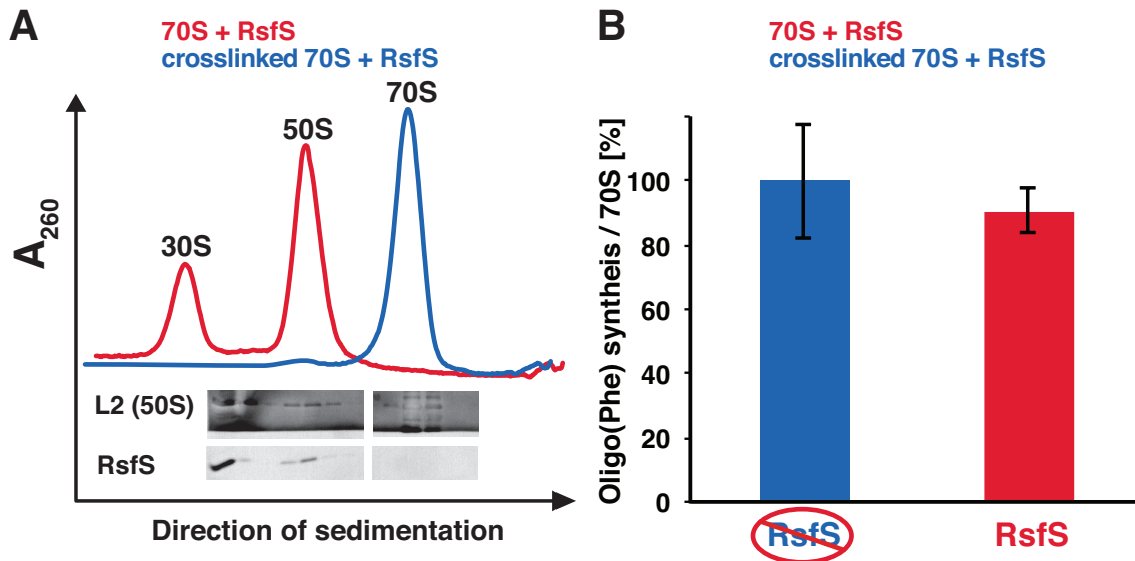 A
70S + RsfS
crosslinked 70S + RsfS
70S
50S
30S
A260
L2 (50S)
RsfS
Direction of sedimentation
B
70S + RsfS
crosslinked 70S + RsfS
Oligo(Phe) syntheis / 70S [%]
100
80
60
40
20
0
RsfS
RsfS